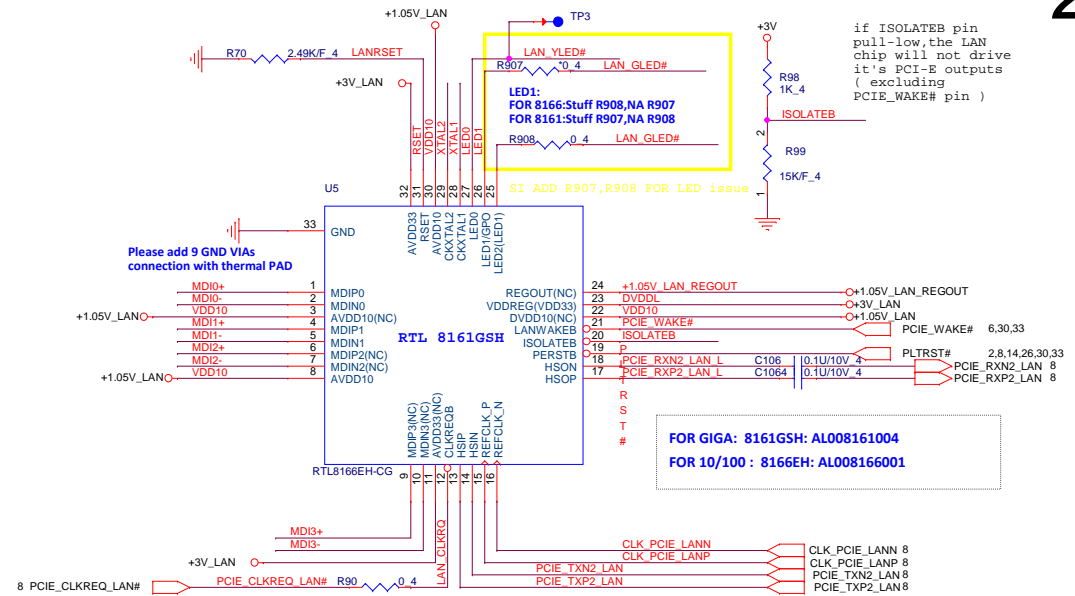 2
+1.05V_LAN
TP3
+3V
if ISOLATEB pin
pull-low,the LAN
chip will not drive
it's PCI-E outputs
( excluding
PCIE_WAKE# pin )
R70 2.49K/F_4 LANRSET
LAN_YLED#
R907 *0_4 LAN_GLED#
+3V_LAN
LED1:
FOR 8166:Stuff R908,NA R907
FOR 8161:Stuff R907,NA R908
R98
1K_4
ISOLATEB
R908 0_4 LAN_GLED#
2
R99
15K/F_4
1
RSET
VDD10
XTAL2
XTAL1
LED0
LED1
SI ADD R907,R908 FOR LED issue
U5
32 31 30 29 28 27 26 25
AVDD33
RSET
AVDD10
CKXTAL2
CKXTAL1
LED0
LED1/GPO
LED2(LED1)
33 GND
Please add 9 GND VIAs
connection with thermal PAD
MDI0+ 1 MDIP0
MDI0- 2 MDIN0
+1.05V_LAN VDD10 3 AVDD10(NC)
MDI1+ 4 MDIP1
MDI1- 5 MDIN1
MDI2+ 6 MDIP2(NC)
MDI2- 7 MDIN2(NC)
+1.05V_LAN VDD10 8 AVDD10
RTL 8161GSH
REGOUT(NC) 24 +1.05V_LAN_REGOUT +1.05V_LAN_REGOUT
VDDREG(VDD33) 23 DVDDL +3V_LAN
DVDD10(NC) 22 VDD10 +1.05V_LAN
LANWAKEB 21 PCIE_WAKE# PCIE_WAKE# 6,30,33
ISOLATEB 20 ISOLATEB
PERSTB 19 PLTRST# PLTRST# 2,8,14,26,30,33
HSON 18 PCIE_RXN2_LAN_L C106 0.1U/10V_4 PCIE_RXN2_LAN 8
HSOP 17 PCIE_RXP2_LAN_L C1064 0.1U/10V_4 PCIE_RXP2_LAN 8
MDIP3(NC)
MDIN3(NC)
AVDD33(NC)
CLKREQB
HSIP
HSIN
REFCLK_P
REFCLK_N
RTL8166EH-CG
9 10 11 12 13 14 15 16
FOR GIGA: 8161GSH: AL008161004
FOR 10/100 : 8166EH: AL008166001
MDI3+
MDI3-
+3V_LAN
LAN_CLKRQ
8 PCIE_CLKREQ_LAN# PCIE_CLKREQ_LAN# R90 0_4
CLK_PCIE_LANN CLK_PCIE_LANN 8
CLK_PCIE_LANP CLK_PCIE_LANP 8
PCIE_TXN2_LAN PCIE_TXN2_LAN 8
PCIE_TXP2_LAN PCIE_TXP2_LAN 8